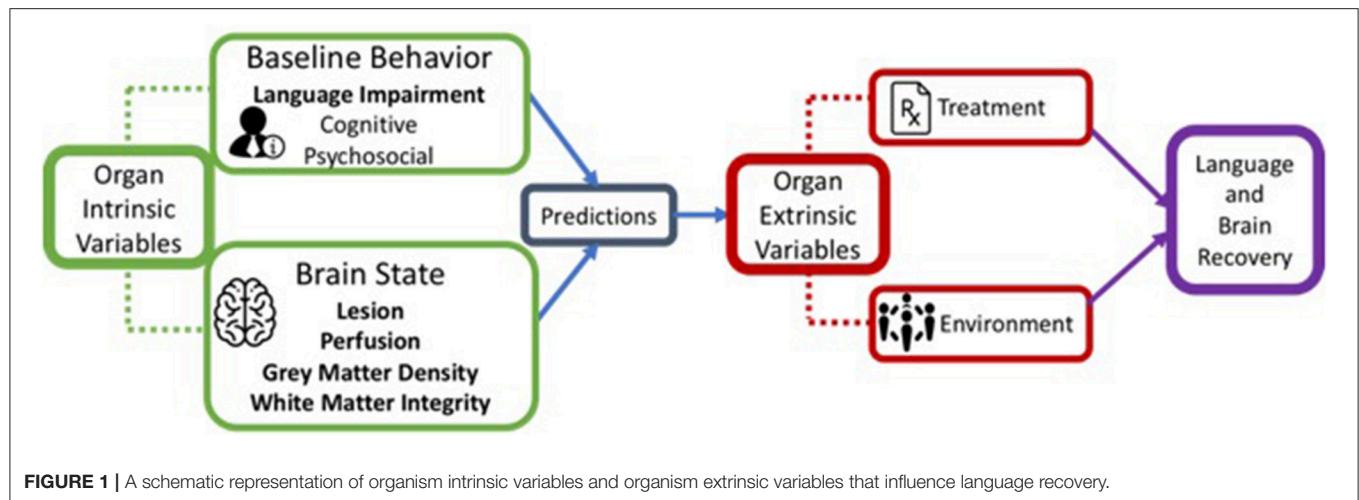 Organ
Intrinsic
Variables
Baseline Behavior
Language Impairment
Cognitive
Psychosocial
i
Brain State
Lesion
Perfusion
Grey Matter Density
White Matter Integrity
Predictions
Organ
Extrinsic
Variables
Rx
Treatment
Environment
Language
and
Brain
Recovery
FIGURE 1 | A schematic representation of organism intrinsic variables and organism extrinsic variables that influence language recovery.